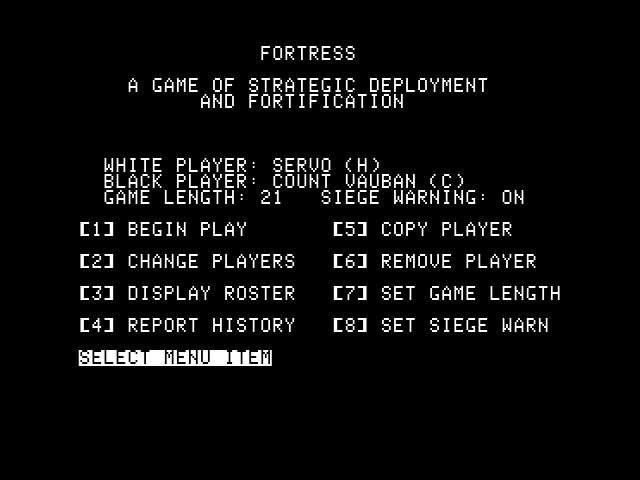 FORTRESS
A GAME OF STRATEGIC DEPLOYMENT
AND FORTIFICATION
WHITE PLAYER: SERVO (H)
BLACK PLAYER: COUNT VAUBAN (C)
GAME LENGTH: 21 SIEGE WARNING: ON
[1] BEGIN PLAY [5] COPY PLAYER
[2] CHANGE PLAYERS [6] REMOVE PLAYER
[3] DISPLAY ROSTER [7] SET GAME LENGTH
[4] REPORT HISTORY [8] SET SIEGE WARN
SELECT MENU ITEM